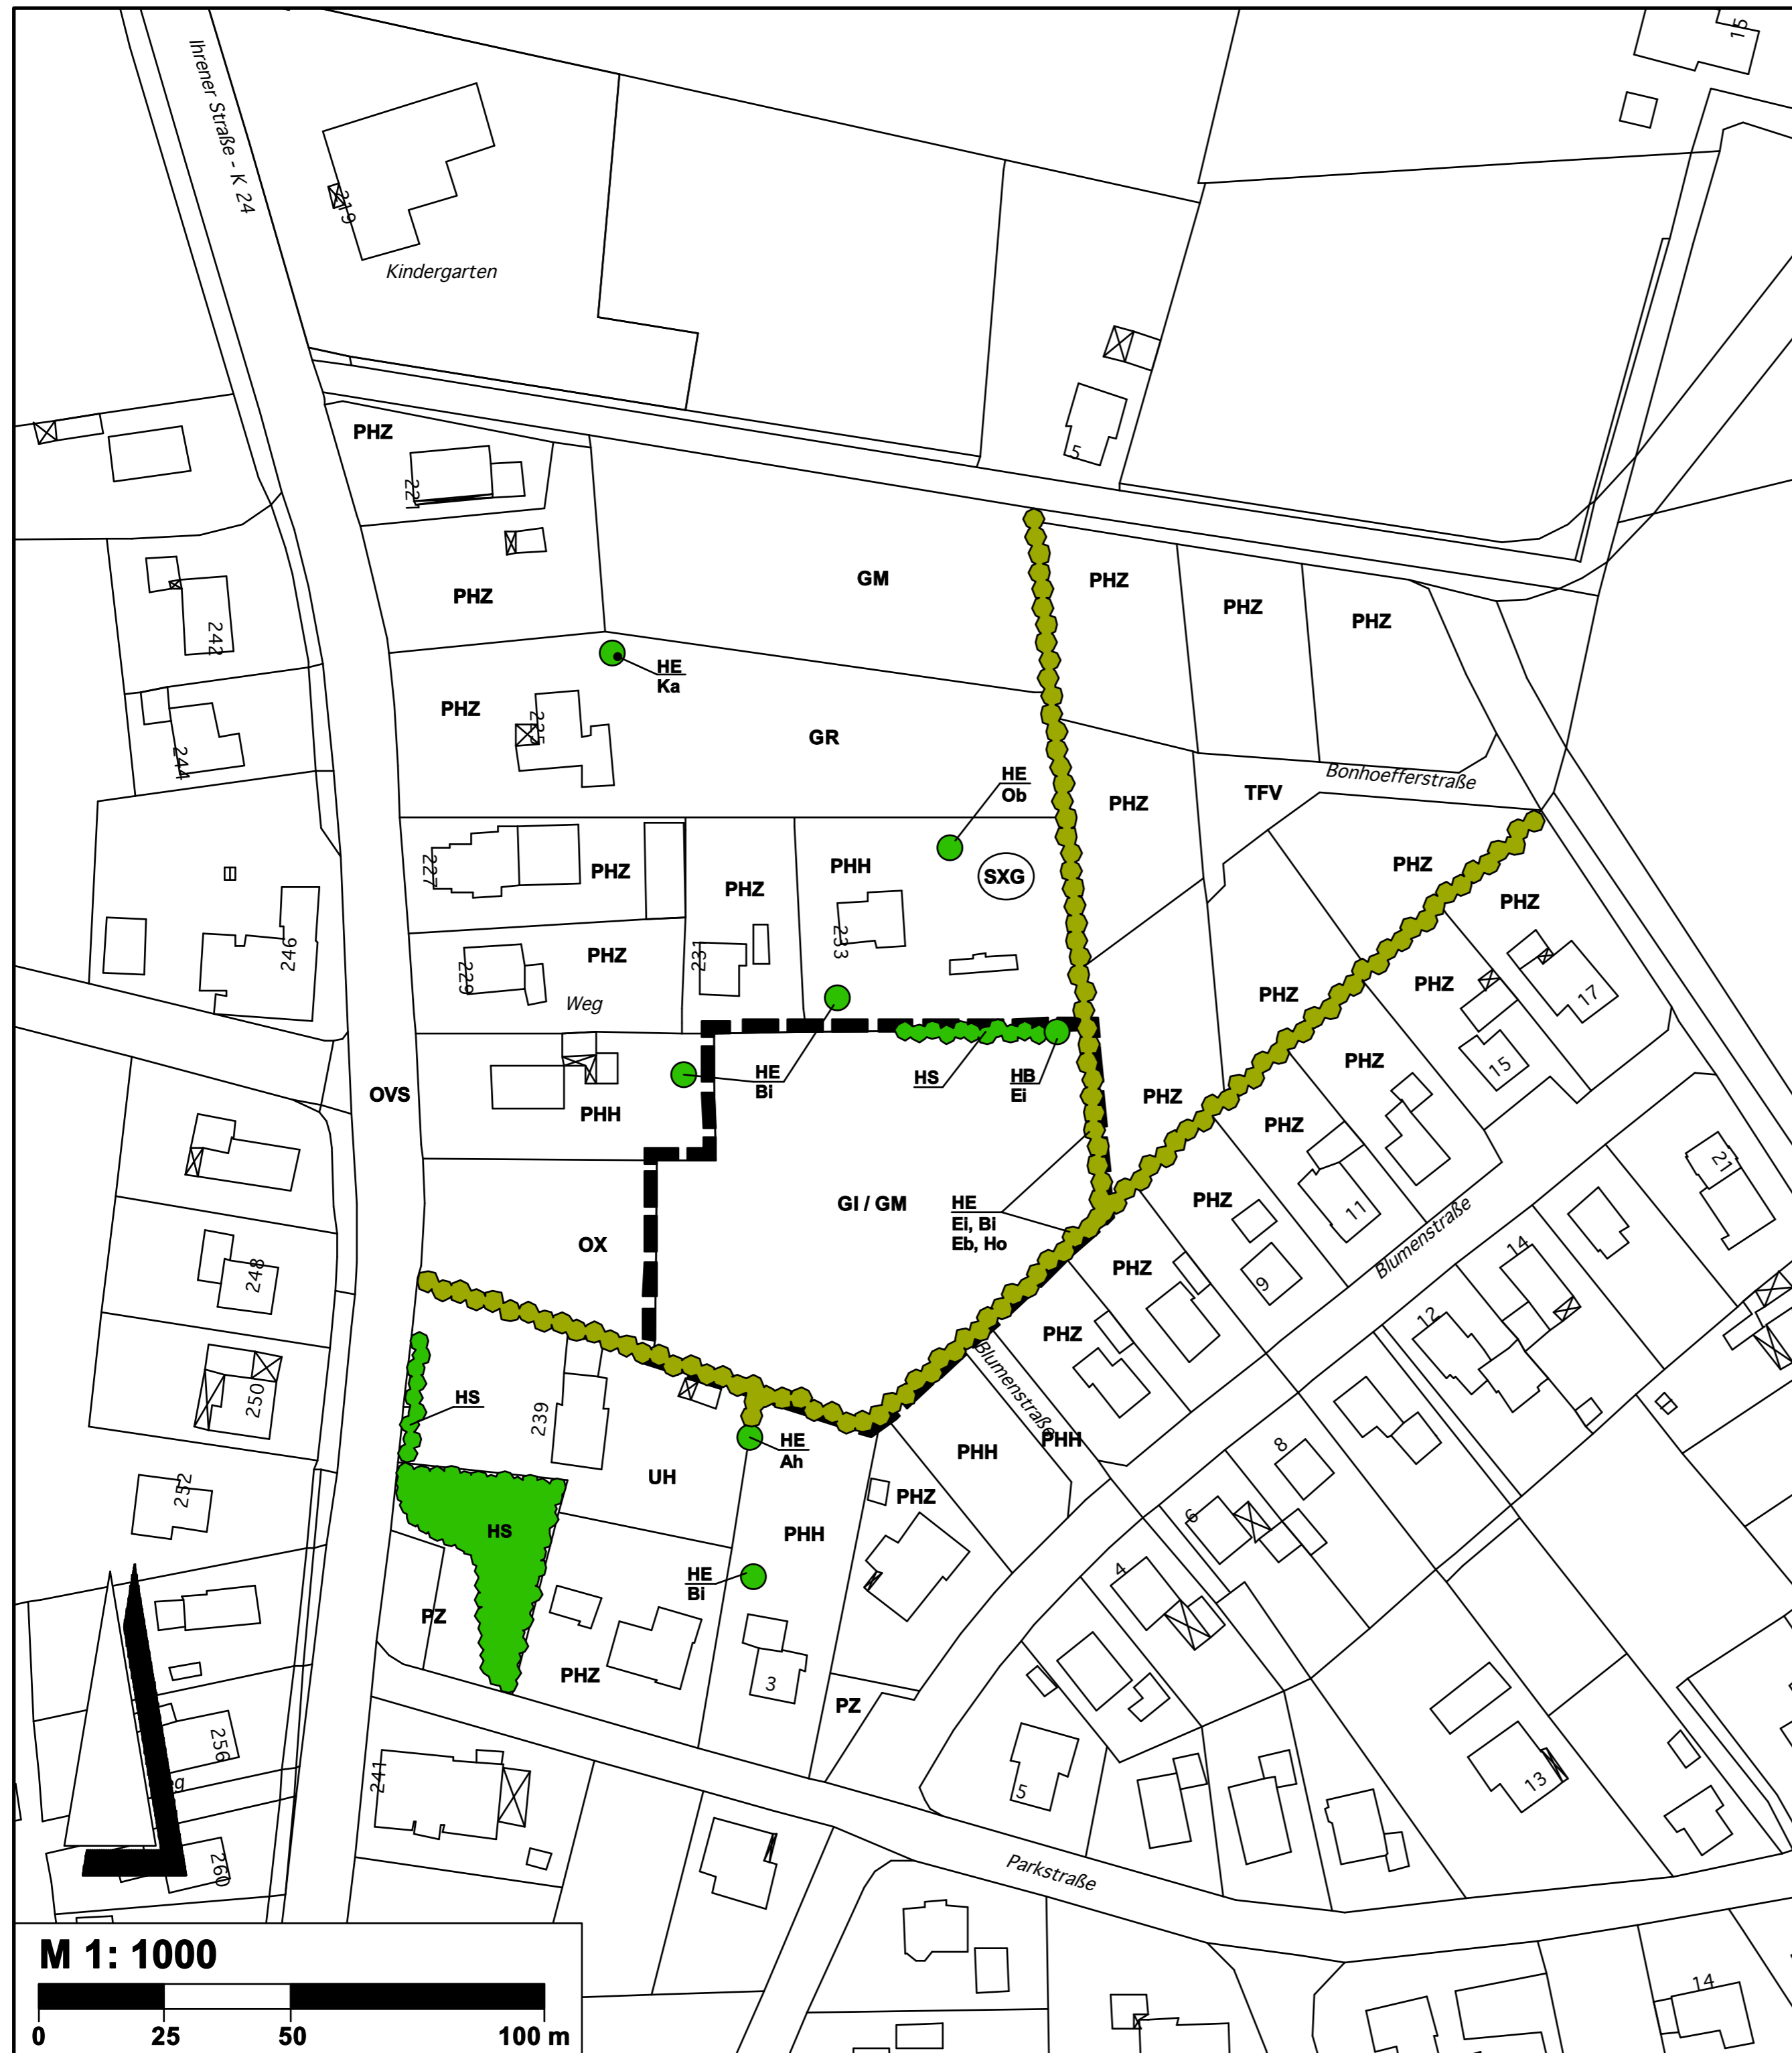 15
Ihrener Straße - K 24
219
Kindergarten
5
PHZ
221
PHZ
GM
PHZ
PHZ
PHZ
242
HE
Ka
PHZ
225
GR
244
Bonhoefferstraße
HE
Ob
PHZ
TFV
227
PHZ
PHZ
PHH
SXG
PHZ
PHZ
246
229
PHZ
231
233
Weg
PHZ
PHZ
17
OVS
PHH
HE
Bi
HS
HB
Ei
PHZ
PHZ
PHZ
15
GI / GM
HE
Ei, Bi
Eb, Ho
PHZ
11
21
OX
248
PHZ
9
Blumenstraße
14
PHZ
12
Blumenstraße
250
HS
239
HE
Ah
PHH
PHH
8
UH
252
PHZ
6
HS
PHH
4
HE
Bi
PZ
PHZ
3
PZ
256
eg
241
5
13
260
Parkstraße
14
M 1: 1000
0 25 50 100 m